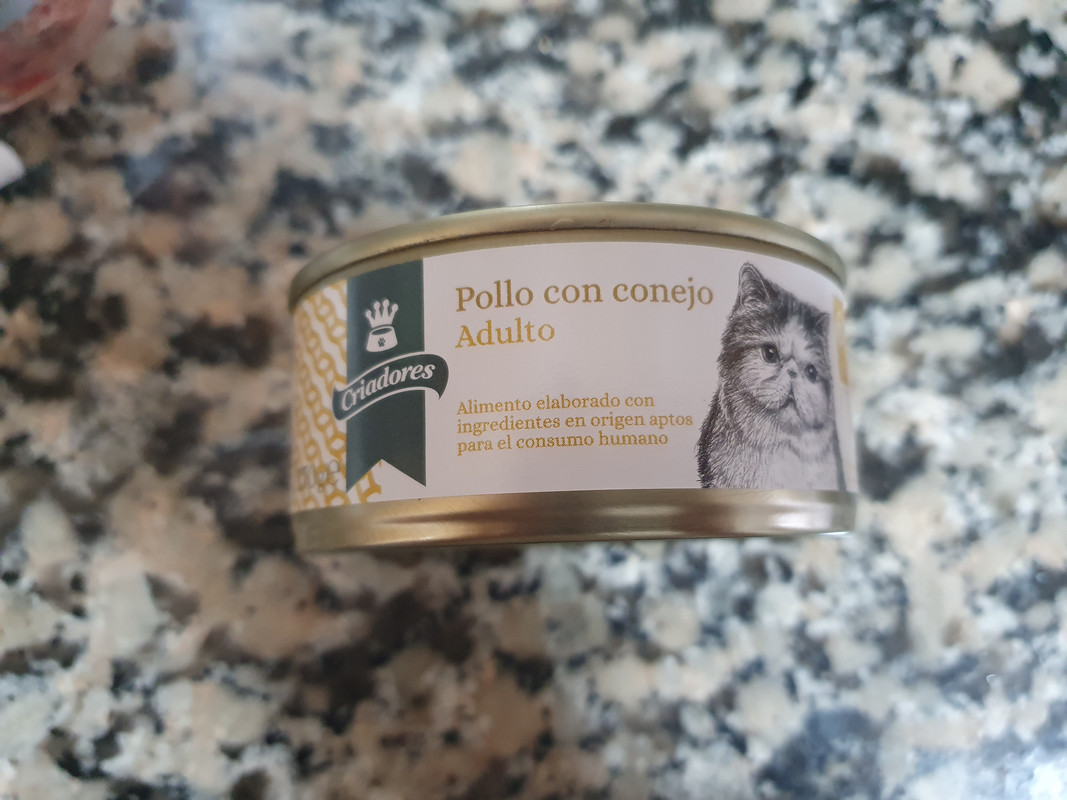 Pollo con conejo
Adulto
Criadores
Alimento elaborado con
ingredientes en origen aptos
para el consumo humano